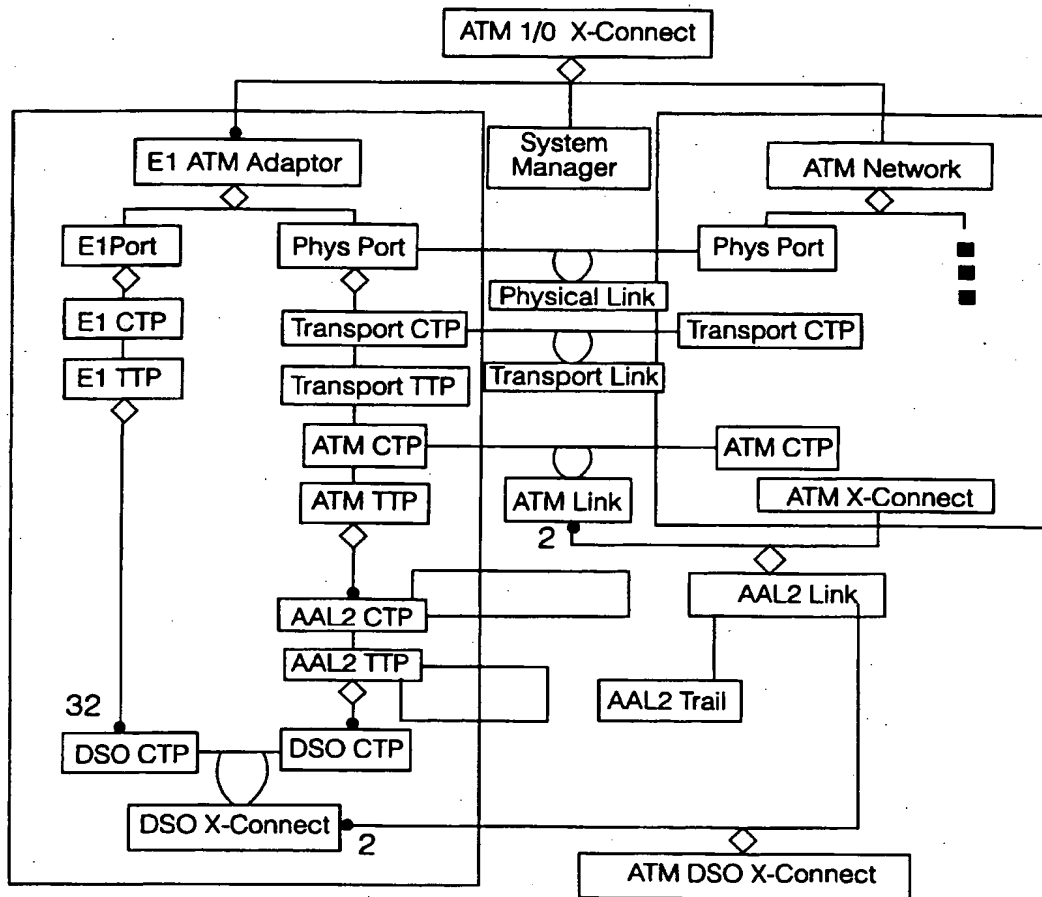 ATM 1/0 X-Connect
System
Manager
E1 ATM Adaptor
ATM Network
E1Port
Phys Port
Phys Port
Physical Link
E1 CTP
Transport CTP
Transport CTP
E1 TTP
Transport TTP
Transport Link
ATM CTP
ATM CTP
ATM TTP
ATM Link
ATM X-Connect
2
AAL2 CTP
AAL2 Link
AAL2 TTP
AAL2 Trail
32
DSO CTP
DSO CTP
DSO X-Connect
2
ATM DSO X-Connect